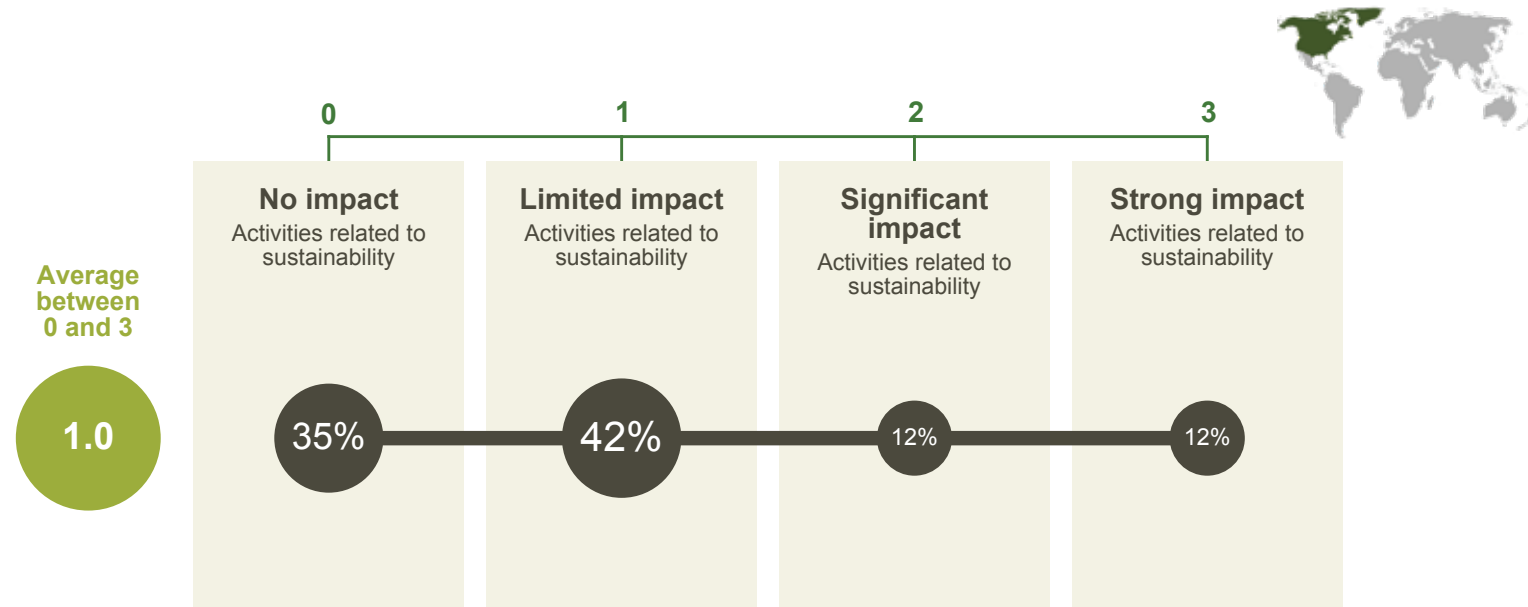 0
1
2
3
No impact
Activities related to
sustainability
Limited impact
Activities related to
sustainability
Significant
impact
Activities related to
sustainability
Strong impact
Activities related to
sustainability
Average
between
0 and 3
1.0
35%
42%
12%
12%